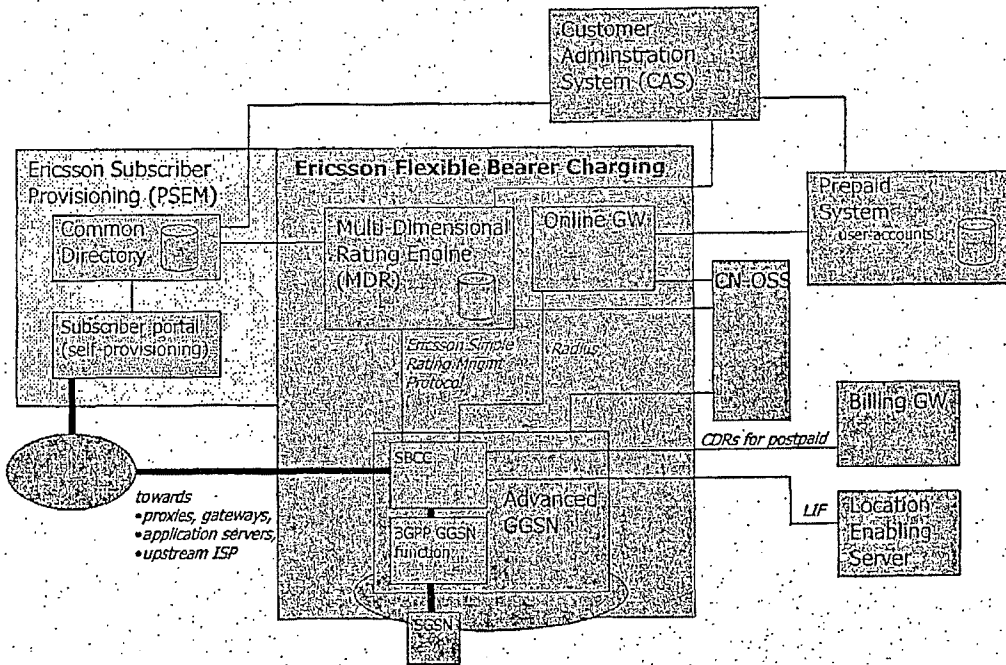 Customer
Adminstration
System (CAS)
Ericsson Subscriber
Provisioning (PSEM)
Ericsson Flexible Bearer Charging
Common
Directory
Multi-Dimensional
Rating Engine
(MDR)
Online GW
Prepaid
System
user accounts
CN-OSS
Subscriber portal
(self-provisioning)
Ericsson Simple
Rating Mngmt
Protocol
Radius
Billing GW
CDRs for postpaid
SBCC
towards
•proxies, gateways,
•application servers,
•upstream ISP
Advanced
GGSN
LIF
Location
Enabling
Server
3GPP GGSN
function
SGSN